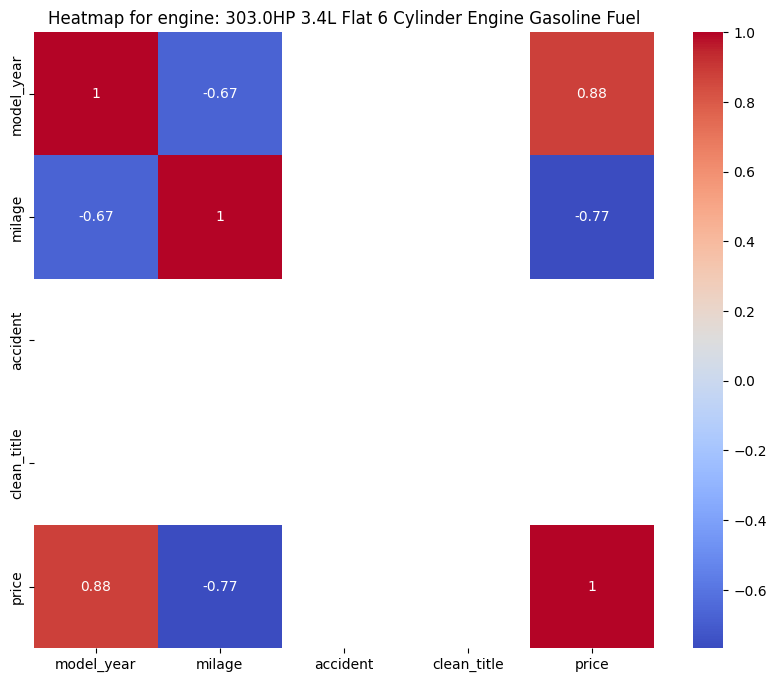 Heatmap for engine: 303.0HP 3.4L Flat 6 Cylinder Engine Gasoline Fuel
model_year
1
-0.67
0.88
milage
-0.67
1
-0.77
accident
clean_title
price
0.88
-0.77
1
model_year
milage
accident
clean_title
price
1.0
0.8
0.6
0.4
0.2
0.0
−0.2
−0.4
−0.6